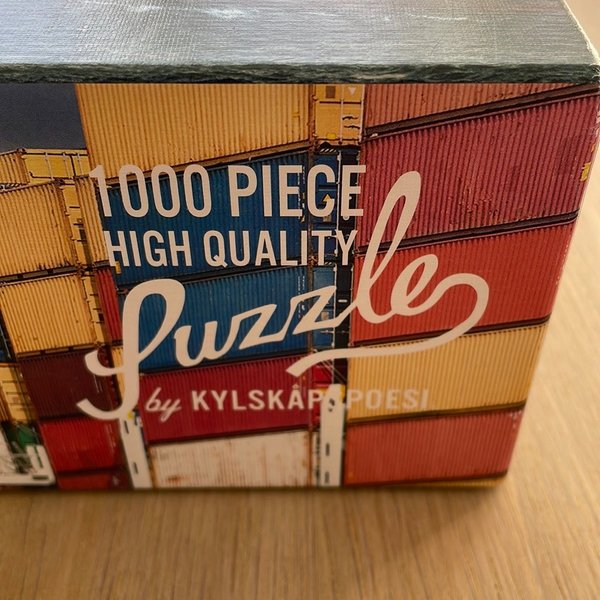 1000 PIECE
HIGH QUALITY
Puzzle
by KYLSKÅPSPOESI